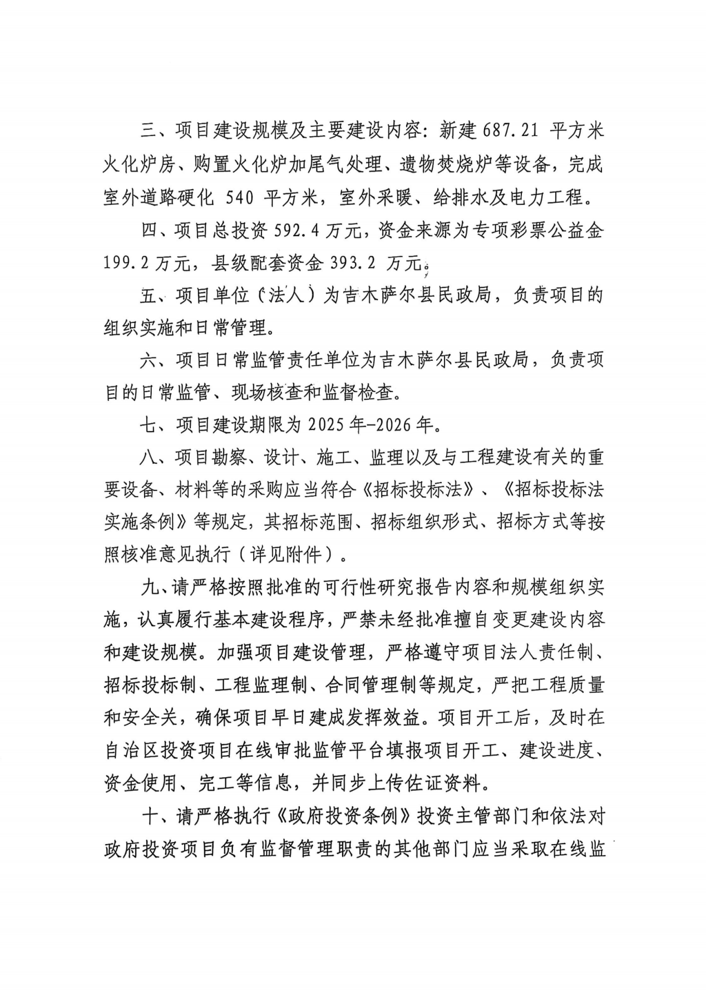 三、项目建设规模及主要建设内容：新建 687.21 平方米
火化炉房、购置火化炉加尾气处理、遗物焚烧炉等设备，完成
室外道路硬化 540 平方米，室外采暖、给排水及电力工程。
四、项目总投资 592.4 万元，资金来源为专项彩票公益金
199.2 万元，县级配套资金 393.2 万元。
五、项目单位（法人）为吉木萨尔县民政局，负责项目的
组织实施和日常管理。
六、项目日常监管责任单位为吉木萨尔县民政局，负责项
目的日常监管、现场核查和监督检查。
七、项目建设期限为 2025 年-2026 年。
八、项目勘察、设计、施工、监理以及与工程建设有关的重
要设备、材料等的采购应当符合《招标投标法》、《招标投标法
实施条例》等规定，其招标范围、招标组织形式、招标方式等按
照核准意见执行（详见附件）。
九、请严格按照批准的可行性研究报告内容和规模组织实
施，认真履行基本建设程序，严禁未经批准擅自变更建设内容
和建设规模。加强项目建设管理，严格遵守项目法人责任制、
招标投标制、工程监理制、合同管理制等规定，严把工程质量
和安全关，确保项目早日建成发挥效益。项目开工后，及时在
自治区投资项目在线审批监管平台填报项目开工、建设进度、
资金使用、完工等信息，并同步上传佐证资料。
十、请严格执行《政府投资条例》投资主管部门和依法对
政府投资项目负有监督管理职责的其他部门应当采取在线监